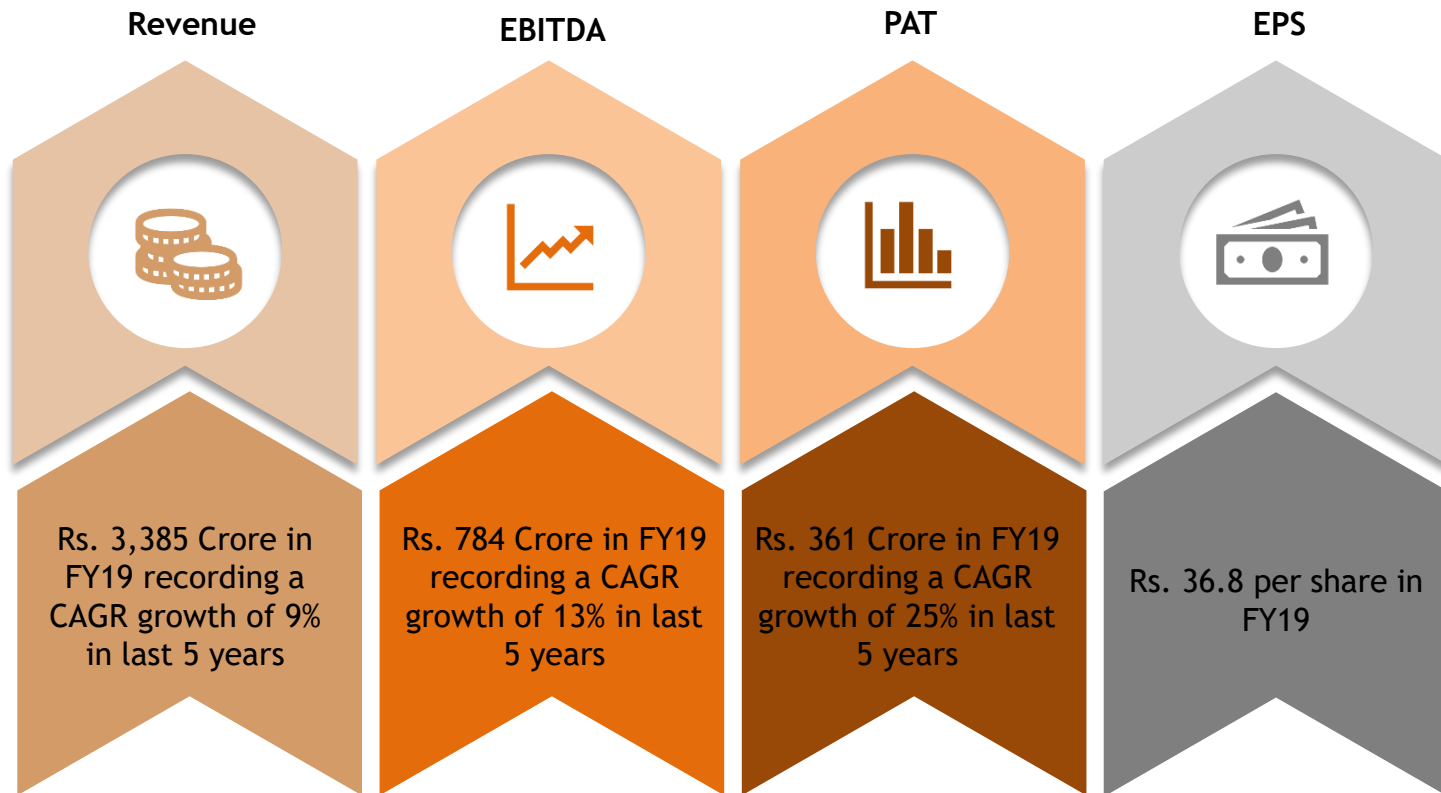 Revenue
EBITDA
PAT
EPS
Rs. 3,385 Crore in
FY19 recording a
CAGR growth of 9%
in last 5 years
Rs. 784 Crore in FY19
recording a CAGR
growth of 13% in last
5 years
Rs. 361 Crore in FY19
recording a CAGR
growth of 25% in last
5 years
Rs. 36.8 per share in
FY19